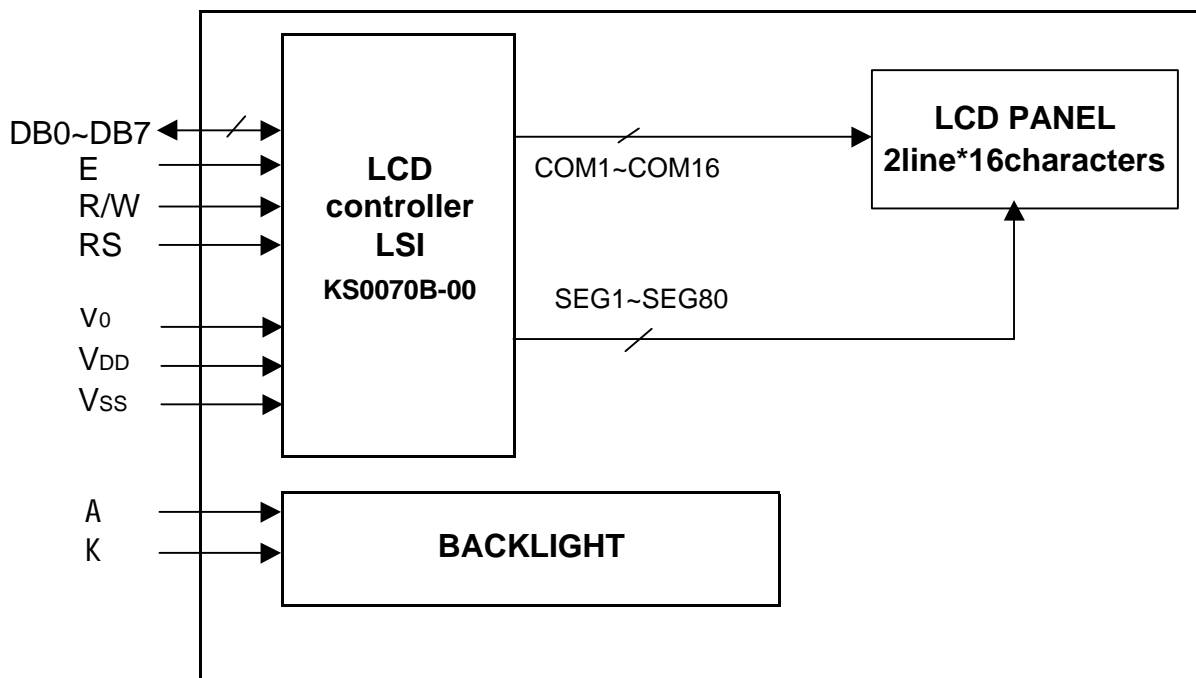 DB0~DB7
E
R/W
RS
V0
VDD
VSS
A
K
LCD
controller
LSI
KS0070B-00
COM1~COM16
SEG1~SEG80
LCD PANEL
2line*16characters
BACKLIGHT